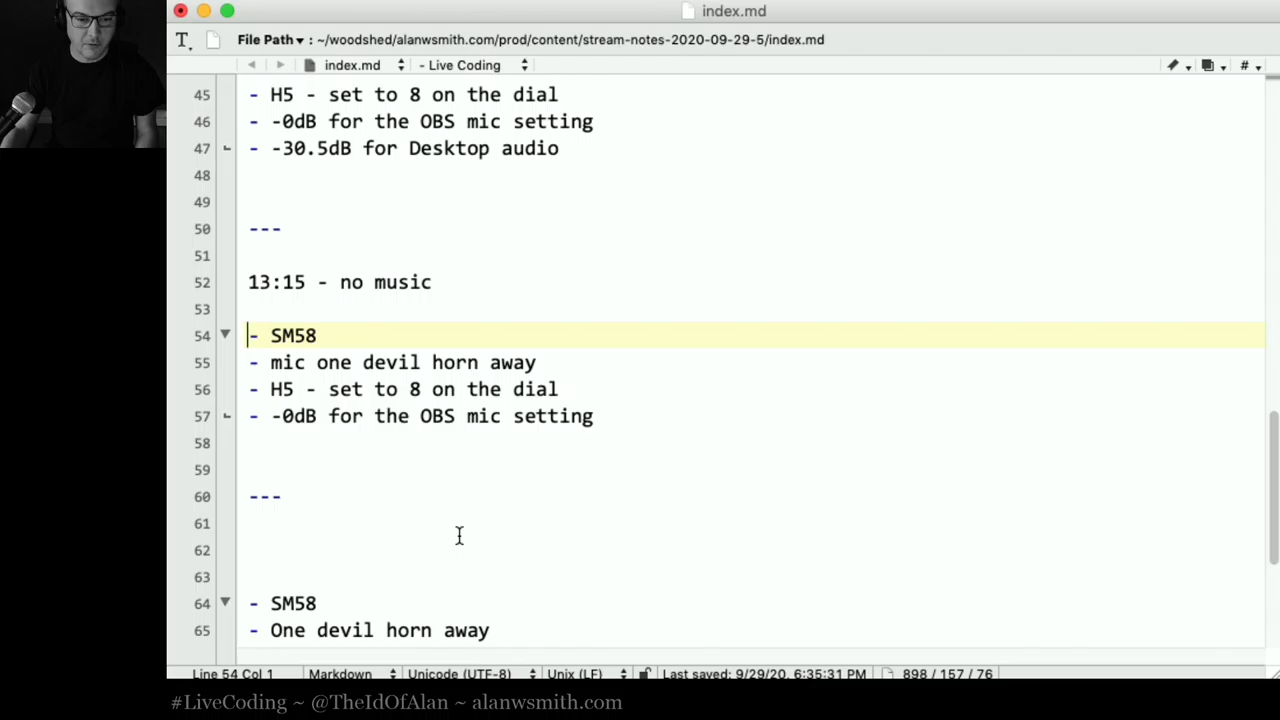 index.md
File Path : ~/woodshed/alanwsmith.com/prod/content/stream-notes-2020-09-29-5/index.md
index.md - Live Coding #
45 - H5 - set to 8 on the dial
46 - -0dB for the OBS mic setting
47 - -30.5dB for Desktop audio
48
49
50 ---
51
52 13:15 - no music
53
54 - SM58
55 - mic one devil horn away
56 - H5 - set to 8 on the dial
57 - -0dB for the OBS mic setting
58
59
60 ---
61
62
63
64 - SM58
65 - One devil horn away
Line 54 Col 1 Markdown Unicode (UTF-8) Unix (LF) Last saved: 9/29/20, 6:35:31 PM 898 / 157 / 76
#LiveCoding ~ @TheIdOfAlan ~ alanwsmith.com